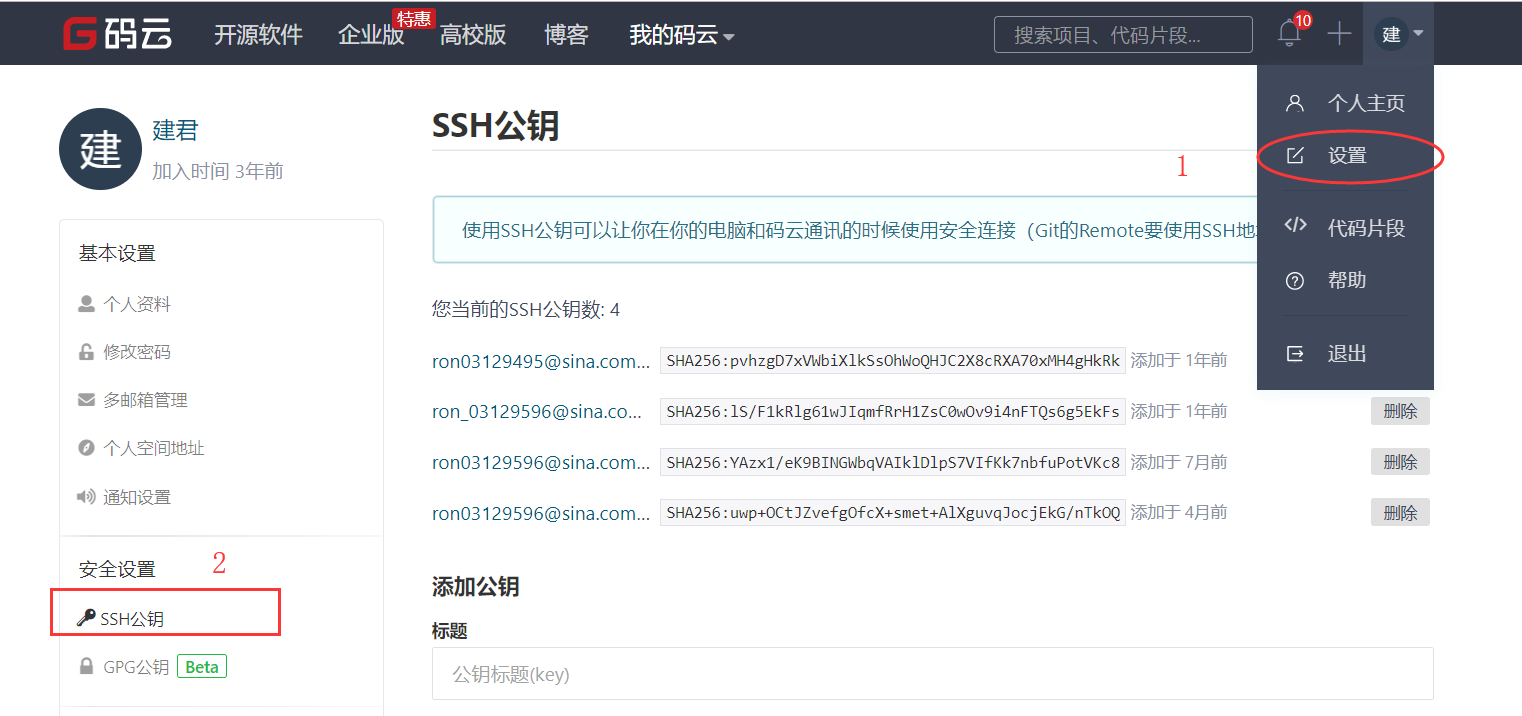 码云 开源软件 企业版 特惠 高校版 博客 我的码云 搜索项目、代码片段... 10 建
个人主页
设置
代码片段
帮助
退出
1
建
建君
加入时间 3年前
基本设置
个人资料
修改密码
多邮箱管理
个人空间地址
通知设置
安全设置
2
SSH公钥
GPG公钥 Beta
SSH公钥
使用SSH公钥可以让你在你的电脑和码云通讯的时候使用安全连接（Git的Remote要使用SSH地
您当前的SSH公钥数: 4
ron03129495@sina.com... SHA256:pvhzgD7xVWbiXlkSsOhWoQHJC2X8cRXA70xMH4gHkRk 添加于 1年前
ron_03129596@sina.co... SHA256:lS/F1kRlg61wJIqmfRrH1ZsC0wOv9i4nFTQs6g5EkFs 添加于 1年前 删除
ron03129596@sina.com... SHA256:YAzx1/eK9BINGWbqVAIklDlpS7VIfKk7nbfuPotVKc8 添加于 7月前 删除
ron03129596@sina.com... SHA256:uwp+OCtJZvefgOfcX+smet+AlXguvqJocjEkG/nTkOQ 添加于 4月前 删除
添加公钥
标题
公钥标题(key)